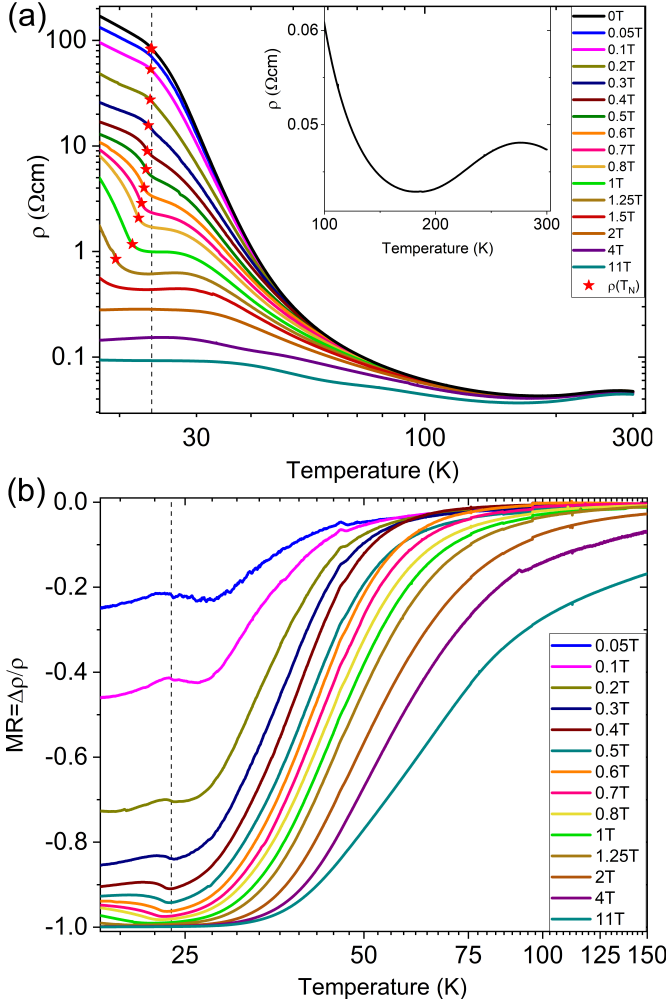 (a)
100
10
1
0.1
ρ (Ωcm)
30
100
300
Temperature (K)
0.06
0.05
ρ (Ωcm)
100
200
300
Temperature (K)
0T
0.05T
0.1T
0.2T
0.3T
0.4T
0.5T
0.6T
0.7T
0.8T
1T
1.25T
1.5T
2T
4T
11T
ρ(T_N)
(b)
0.0
-0.2
-0.4
-0.6
-0.8
-1.0
MR=Δρ/ρ
25
50
75
100
125
150
Temperature (K)
0.05T
0.1T
0.2T
0.3T
0.4T
0.5T
0.6T
0.7T
0.8T
1T
1.25T
2T
4T
11T